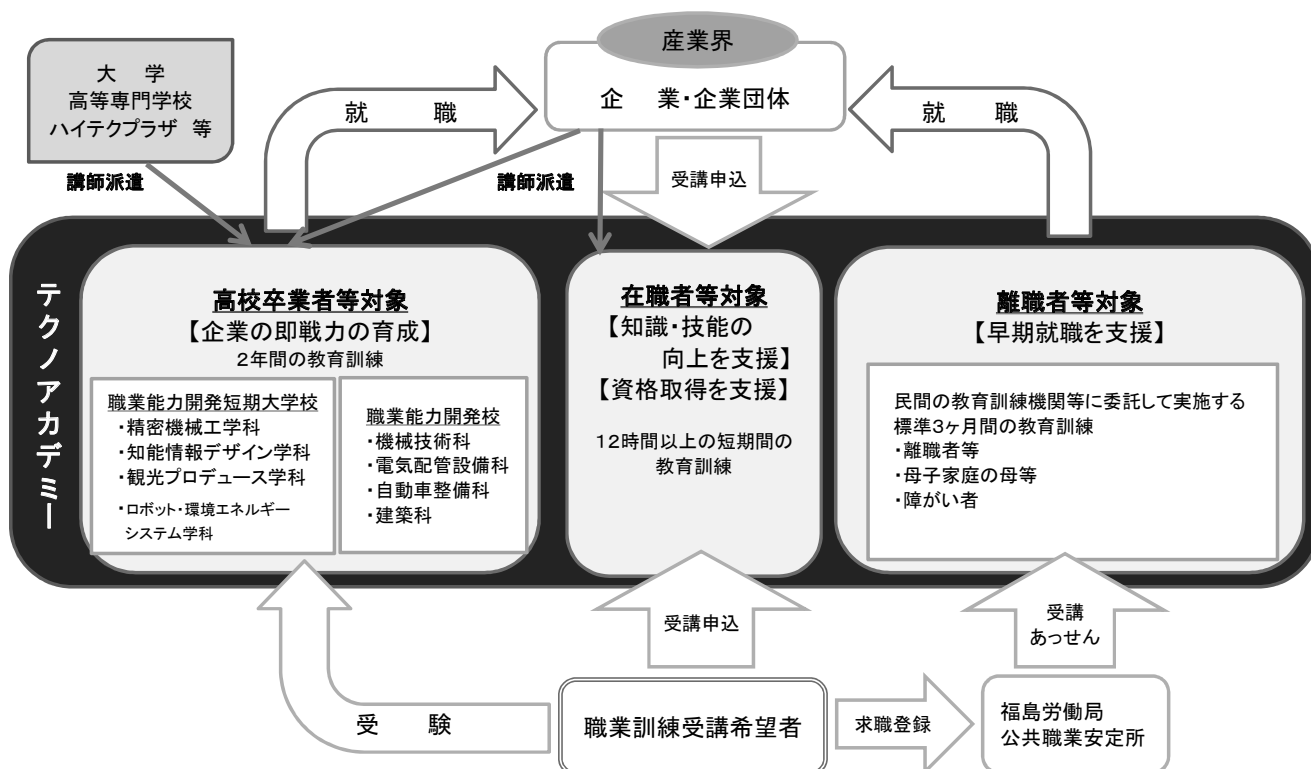 産業界
企　業・企業団体
大　学
高等専門学校
ハイテクプラザ 等
就　職
就　職
講師派遣
講師派遣
受講申込
テクノアカデミー
高校卒業者等対象
【企業の即戦力の育成】
2年間の教育訓練
職業能力開発短期大学校
・精密機械工学科
・知能情報デザイン学科
・観光プロデュース学科
・ロボット・環境エネルギー
システム学科
職業能力開発校
・機械技術科
・電気配管設備科
・自動車整備科
・建築科
在職者等対象
【知識・技能の
向上を支援】
【資格取得を支援】
12時間以上の短期間の
教育訓練
離職者等対象
【早期就職を支援】
民間の教育訓練機関等に委託して実施する
標準3ヶ月間の教育訓練
・離職者等
・母子家庭の母等
・障がい者
受　験
受講申込
受講
あっせん
職業訓練受講希望者
求職登録
福島労働局
公共職業安定所